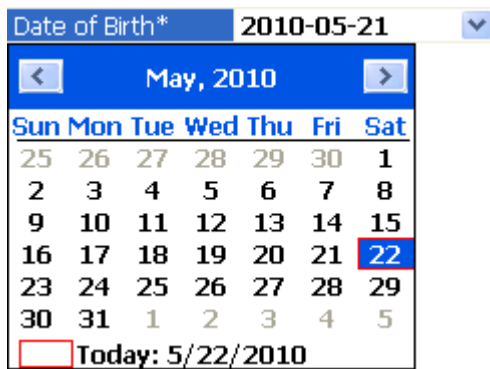 Date of Birth* 2010-05-21
May, 2010
Sun Mon Tue Wed Thu Fri Sat
25 26 27 28 29 30 1
2 3 4 5 6 7 8
9 10 11 12 13 14 15
16 17 18 19 20 21 22
23 24 25 26 27 28 29
30 31 1 2 3 4 5
Today: 5/22/2010